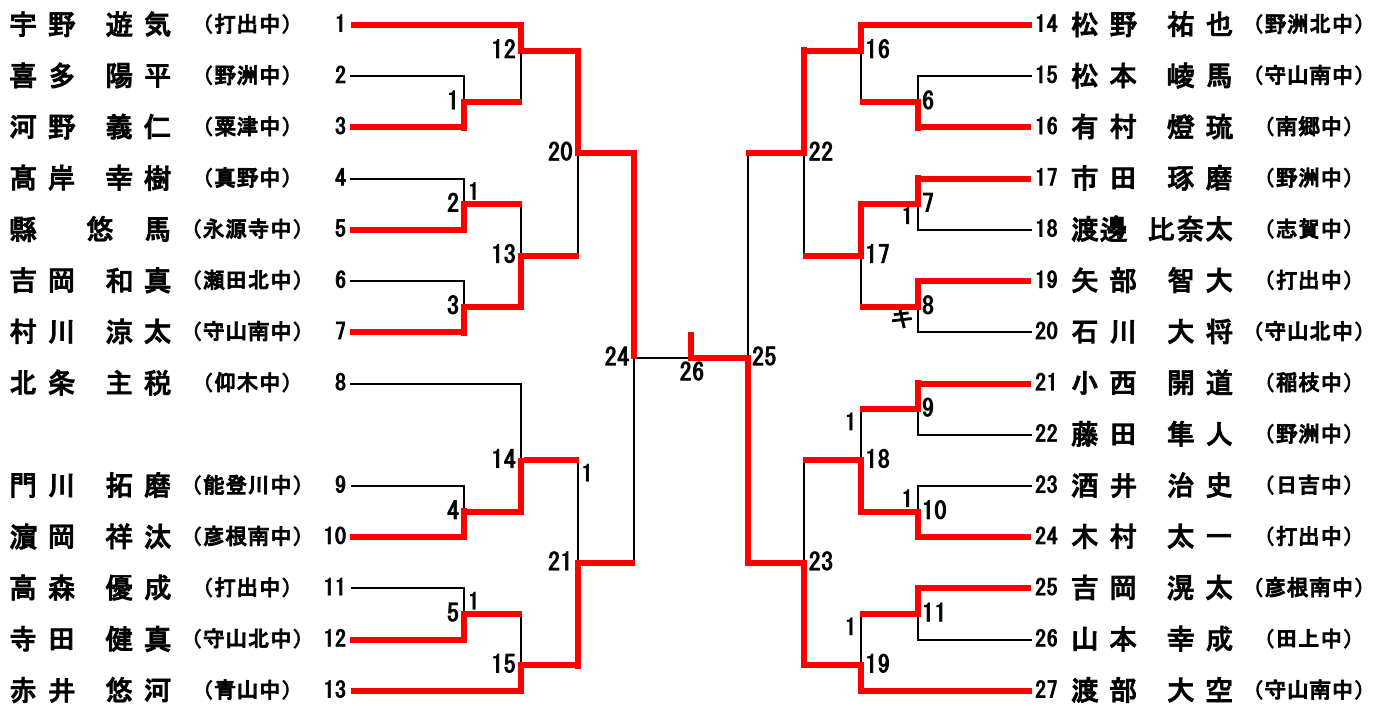 宇野 遊気 （打出中） 1
喜多 陽平 （野洲中） 2
河野 義仁 （粟津中） 3
髙岸 幸樹 （真野中） 4
縣 悠馬 （永源寺中） 5
吉岡 和真 （瀬田北中） 6
村川 涼太 （守山南中） 7
北条 主税 （仰木中） 8
門川 拓磨 （能登川中） 9
濵岡 祥汰 （彦根南中） 10
高森 優成 （打出中） 11
寺田 健真 （守山北中） 12
赤井 悠河 （青山中） 13
12
1
20
1
2
13
3
24
14
1
4
21
1
5
15
26
25
16
6
22
7
1
17
8
キ
1
9
18
1
10
23
11
1
19
14 松野 祐也 （野洲北中）
15 松本 崚馬 （守山南中）
16 有村 燈琉 （南郷中）
17 市田 琢磨 （野洲中）
18 渡邊 比奈太 （志賀中）
19 矢部 智大 （打出中）
20 石川 大将 （守山北中）
21 小西 開道 （稲枝中）
22 藤田 隼人 （野洲中）
23 酒井 治史 （日吉中）
24 木村 太一 （打出中）
25 吉岡 滉太 （彦根南中）
26 山本 幸成 （田上中）
27 渡部 大空 （守山南中）